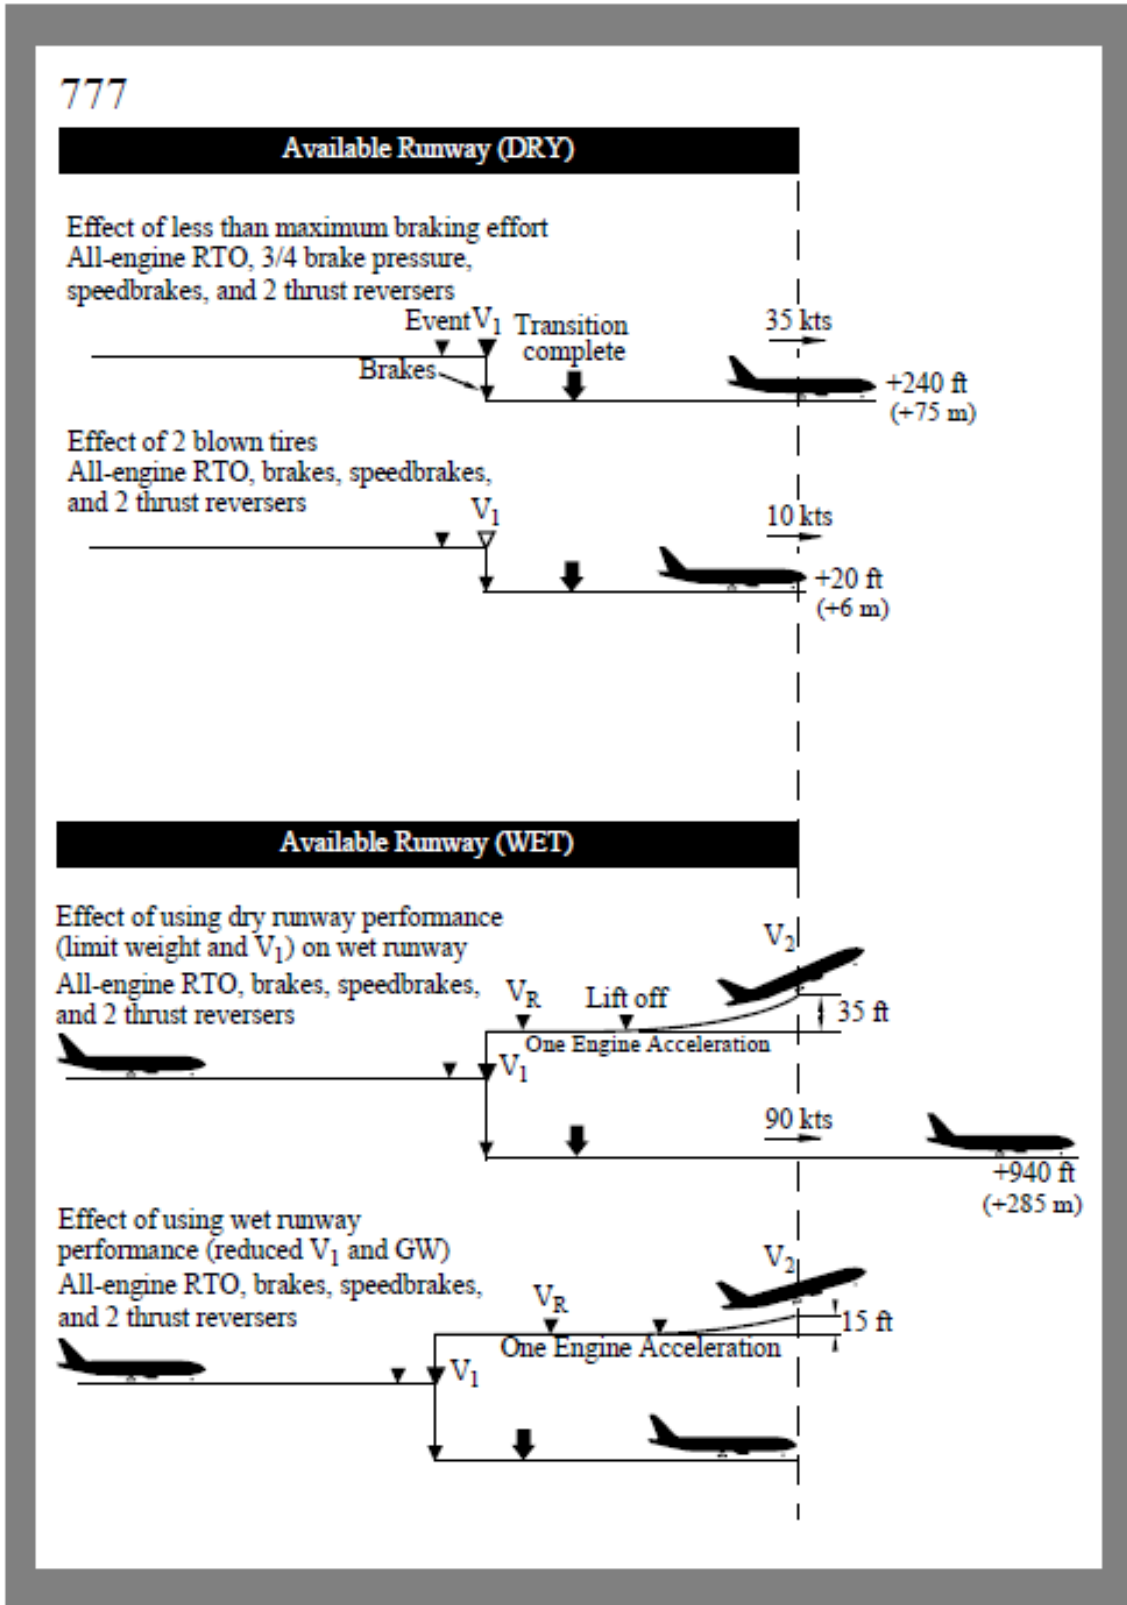 777
Available Runway (DRY)
Effect of less than maximum braking effort
All-engine RTO, 3/4 brake pressure,
speedbrakes, and 2 thrust reversers
Event V1 Transition
complete
35 kts
Brakes
+240 ft
(+75 m)
Effect of 2 blown tires
All-engine RTO, brakes, speedbrakes,
and 2 thrust reversers
V1
10 kts
+20 ft
(+6 m)
Available Runway (WET)
Effect of using dry runway performance
(limit weight and V1) on wet runway
All-engine RTO, brakes, speedbrakes,
and 2 thrust reversers
V2
VR
Lift off
35 ft
One Engine Acceleration
V1
90 kts
+940 ft
(+285 m)
Effect of using wet runway
performance (reduced V1 and GW)
All-engine RTO, brakes, speedbrakes,
and 2 thrust reversers
V2
VR
15 ft
One Engine Acceleration
V1